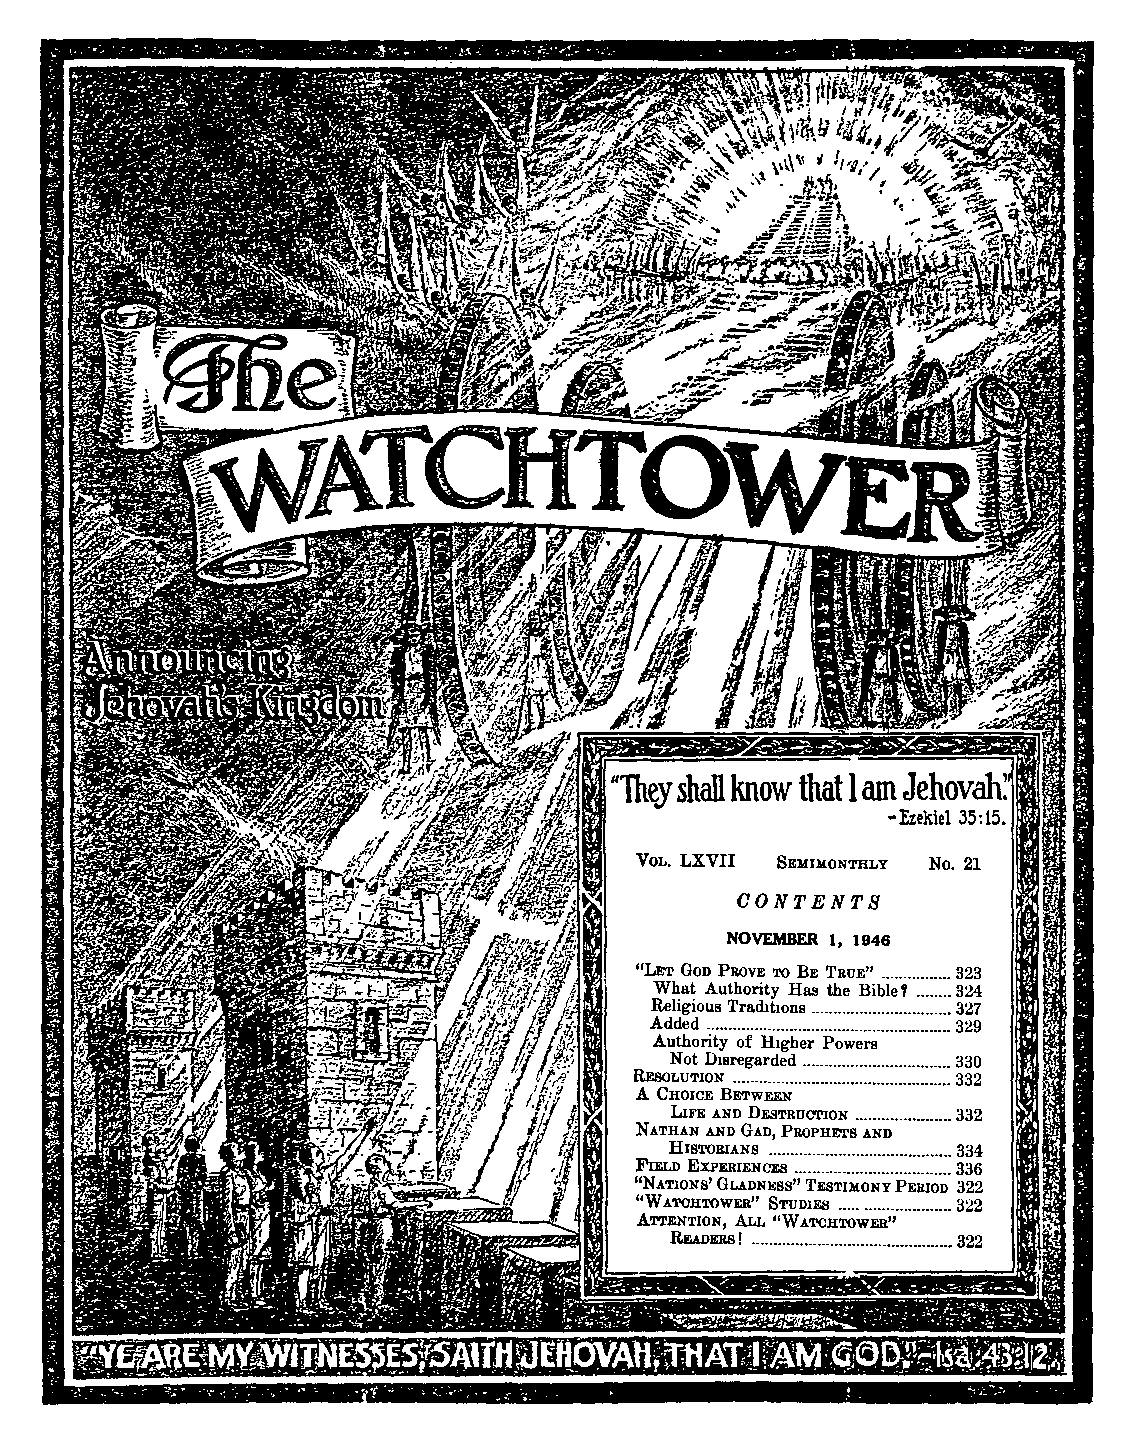 The
WATCHTOWER
Announcing
Jehovah's Kingdom
"They shall know that I am Jehovah."
-Ezekiel 35:15.
VOL. LXVII SEMIMONTHLY No. 21
CONTENTS
NOVEMBER 1, 1946
"LET GOD PROVE TO BE TRUE" ............... 323
What Authority Has the Bible? ........ 324
Religious Traditions ............................... 327
Added ...................................................... 329
Authority of Higher Powers
Not Disregarded ................................. 330
RESOLUTION ................................................. 332
A CHOICE BETWEEN
LIFE AND DESTRUCTION ..................... 332
NATHAN AND GAD, PROPHETS AND
HISTORIANS ......................................... 334
FIELD EXPERIENCES ................................... 336
"NATIONS' GLADNESS" TESTIMONY PERIOD 322
"WATCHTOWER" STUDIES ..... ................... 322
ATTENTION, ALL "WATCHTOWER"
READERS! ............................................. 322
"YE ARE MY WITNESSES, SAITH JEHOVAH, THAT I AM GOD."-Isa. 43:12.